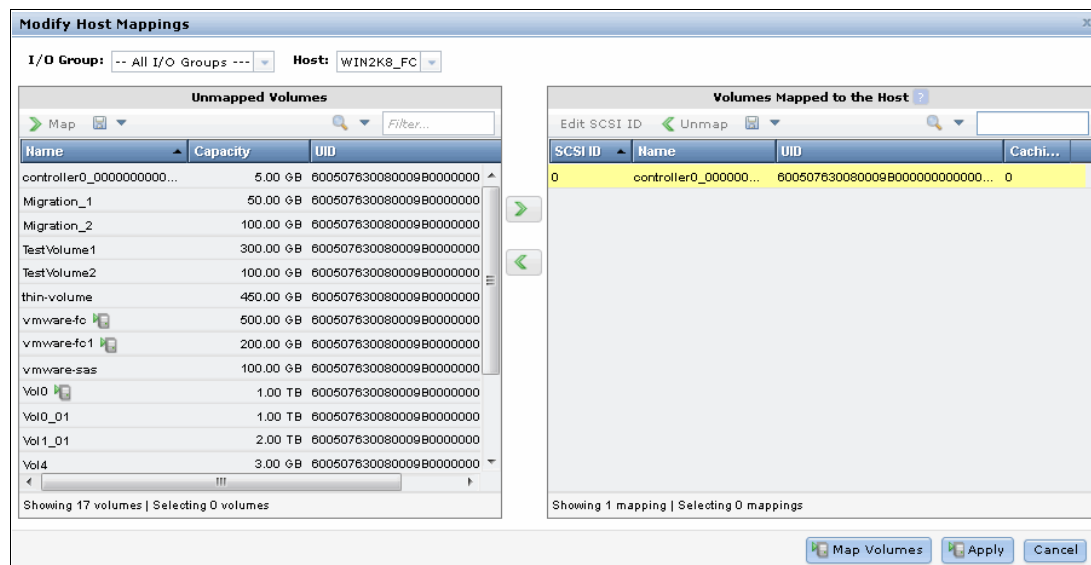 Modify Host Mappings
x
I/O Group: -- All I/O Groups --- Host: WIN2K8_FC
Unmapped Volumes
Map Filter...
Name Capacity UID
controller0_0000000000... 5.00 GB 600507630080009B0000000
Migration_1 50.00 GB 600507630080009B0000000
Migration_2 100.00 GB 600507630080009B0000000
TestVolume1 300.00 GB 600507630080009B0000000
TestVolume2 100.00 GB 600507630080009B0000000
thin-volume 450.00 GB 600507630080009B0000000
vmware-fc 500.00 GB 600507630080009B0000000
vmware-fc1 200.00 GB 600507630080009B0000000
vmware-sas 100.00 GB 600507630080009B0000000
Vol0 1.00 TB 600507630080009B0000000
Vol0_01 1.00 TB 600507630080009B0000000
Vol1_01 2.00 TB 600507630080009B0000000
Vol4 3.00 GB 600507630080009B0000000
Showing 17 volumes | Selecting 0 volumes
Volumes Mapped to the Host ?
Edit SCSI ID Unmap
SCSI ID Name UID Cachi...
0 controller0_000000... 600507630080009B000000000000... 0
Showing 1 mapping | Selecting 0 mappings
Map Volumes Apply Cancel